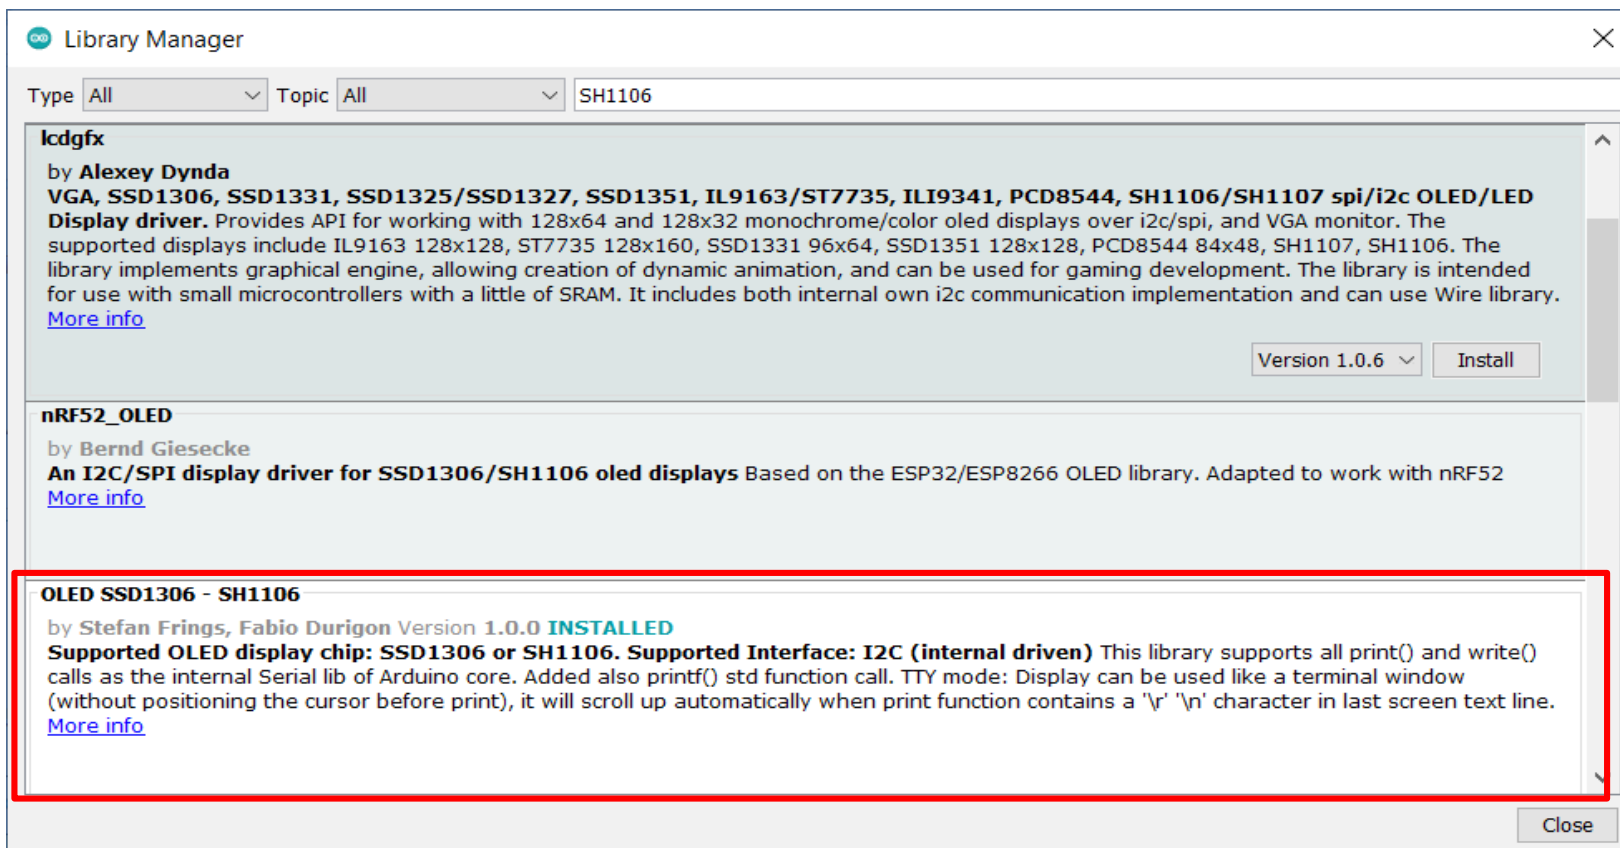 Library Manager
Type All Topic All SH1106
lcdgfx
by Alexey Dynda
VGA, SSD1306, SSD1331, SSD1325/SSD1327, SSD1351, IL9163/ST7735, ILI9341, PCD8544, SH1106/SH1107 spi/i2c OLED/LED
Display driver. Provides API for working with 128x64 and 128x32 monochrome/color oled displays over i2c/spi, and VGA monitor. The
supported displays include IL9163 128x128, ST7735 128x160, SSD1331 96x64, SSD1351 128x128, PCD8544 84x48, SH1107, SH1106. The
library implements graphical engine, allowing creation of dynamic animation, and can be used for gaming development. The library is intended
for use with small microcontrollers with a little of SRAM. It includes both internal own i2c communication implementation and can use Wire library.
More info
Version 1.0.6 Install
nRF52_OLED
by Bernd Giesecke
An I2C/SPI display driver for SSD1306/SH1106 oled displays Based on the ESP32/ESP8266 OLED library. Adapted to work with nRF52
More info
OLED SSD1306 - SH1106
by Stefan Frings, Fabio Durigon Version 1.0.0 INSTALLED
Supported OLED display chip: SSD1306 or SH1106. Supported Interface: I2C (internal driven) This library supports all print() and write()
calls as the internal Serial lib of Arduino core. Added also printf() std function call. TTY mode: Display can be used like a terminal window
(without positioning the cursor before print), it will scroll up automatically when print function contains a '\r' '\n' character in last screen text line.
More info
Close